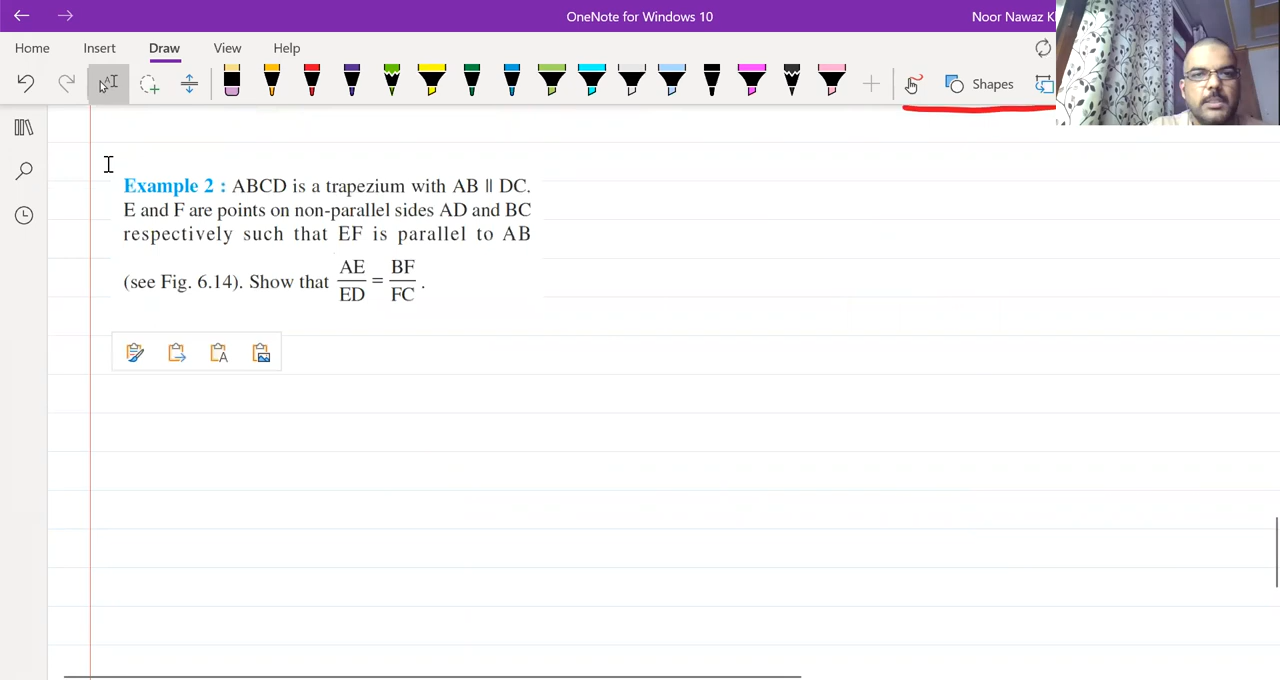 OneNote for Windows 10
Noor Nawaz K
Home Insert Draw View Help
Shapes
Example 2 : ABCD is a trapezium with AB || DC.
E and F are points on non-parallel sides AD and BC
respectively such that EF is parallel to AB
(see Fig. 6.14). Show that AE/ED = BF/FC .